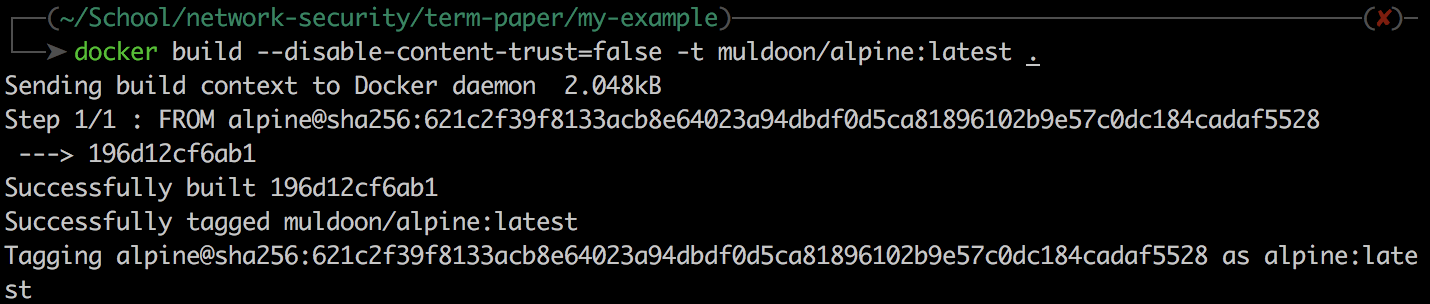 (~/School/network-security/term-paper/my-example) (✘)
➤ docker build --disable-content-trust=false -t muldoon/alpine:latest .
Sending build context to Docker daemon  2.048kB
Step 1/1 : FROM alpine@sha256:621c2f39f8133acb8e64023a94dbdf0d5ca81896102b9e57c0dc184cadaf5528
 ---> 196d12cf6ab1
Successfully built 196d12cf6ab1
Successfully tagged muldoon/alpine:latest
Tagging alpine@sha256:621c2f39f8133acb8e64023a94dbdf0d5ca81896102b9e57c0dc184cadaf5528 as alpine:late
st